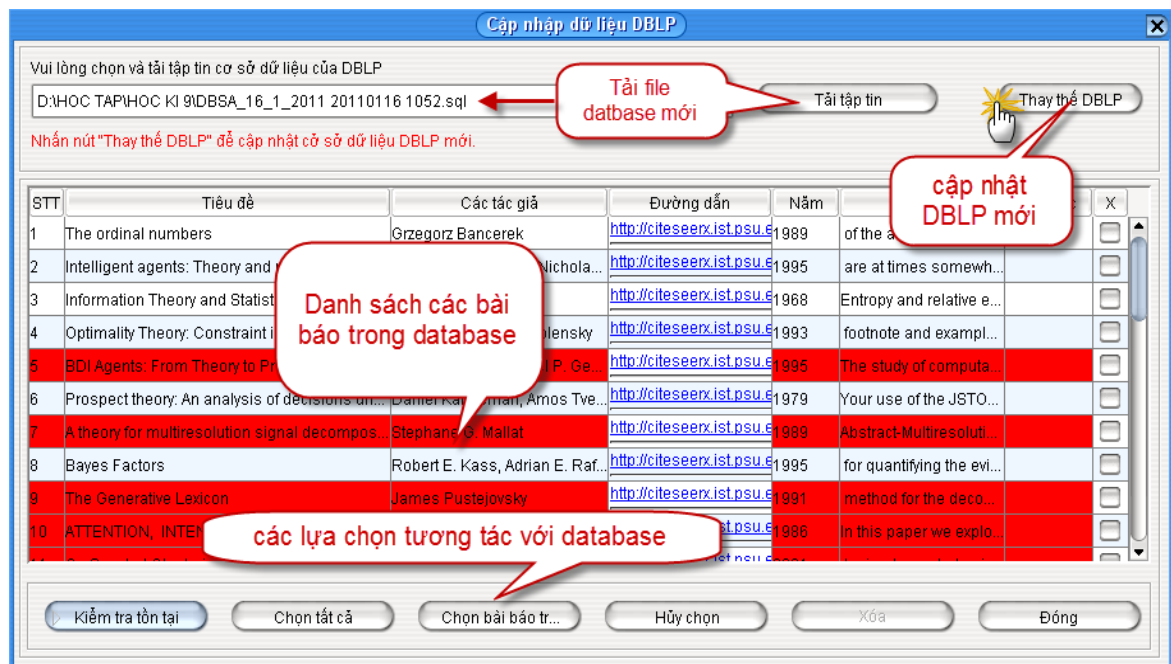 Cập nhập dữ liệu DBLP
Vui lòng chọn và tải tập tin cơ sở dữ liệu của DBLP
D:\HOC TAP\HOC KI 9\DBSA_16_1_2011 20110116 1052.sql
Tải file
datbase mới
Tải tập tin
Thay thế DBLP
Nhấn nút "Thay thế DBLP" để cập nhật cở sở dữ liệu DBLP mới.
cập nhật
DBLP mới
STT Tiêu đề Các tác giả Đường dẫn Năm X
1 The ordinal numbers Grzegorz Bancerek http://citeseerx.ist.psu.e 1989 of the a
2 Intelligent agents: Theory and Nichola... http://citeseerx.ist.psu.e 1995 are at times somewh...
3 Information Theory and Statist http://citeseerx.ist.psu.e 1968 Entropy and relative e...
4 Optimality Theory: Constraint i olensky http://citeseerx.ist.psu.e 1993 footnote and exampl...
5 BDI Agents: From Theory to Pr P. Ge... http://citeseerx.ist.psu.e 1995 The study of computa...
6 Prospect theory: An analysis of decisions un... Daniel Ka man, Amos Tve... http://citeseerx.ist.psu.e 1979 Your use of the JSTO...
7 A theory for multiresolution signal decompos... Stephane G. Mallat http://citeseerx.ist.psu.e 1989 Abstract-Multiresoluti...
8 Bayes Factors Robert E. Kass, Adrian E. Raf... http://citeseerx.ist.psu.e 1995 for quantifying the evi...
9 The Generative Lexicon James Pustejovsky http://citeseerx.ist.psu.e 1991 method for the deco...
10 ATTENTION, INTEN st.psu.e 1986 In this paper we explo...
Danh sách các bài
báo trong database
các lựa chọn tương tác với database
Kiểm tra tồn tại
Chọn tất cả
Chọn bài báo tr...
Hủy chọn
Xóa
Đóng